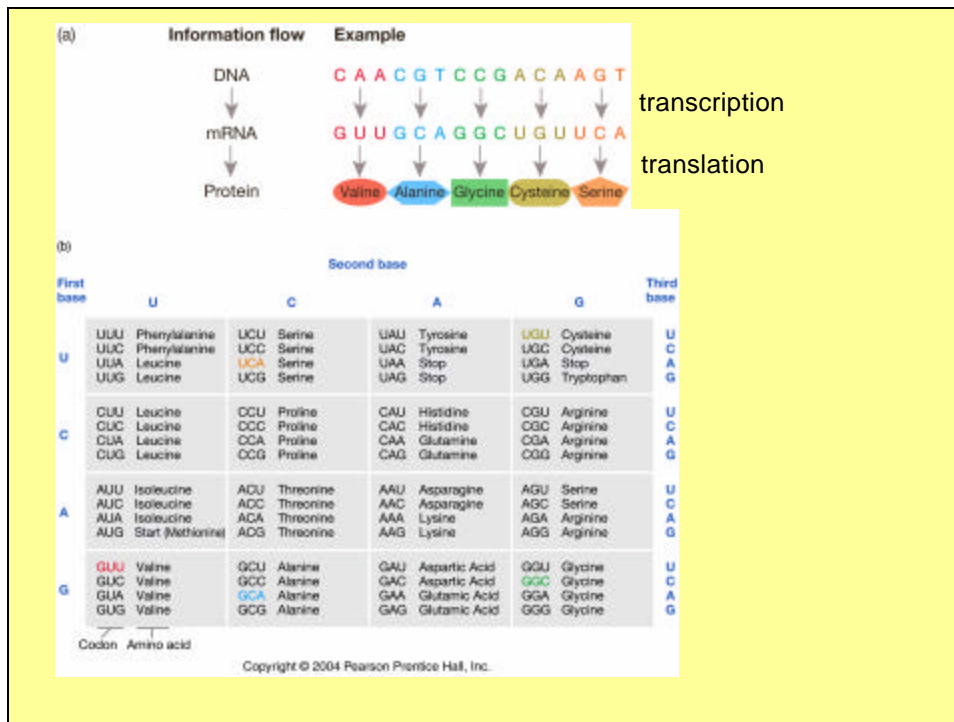 (a) Information flow Example
DNA C A A C G T C C G A C A A G T
transcription
mRNA G U U G C A G G C U G U U C A
translation
Protein Valine Alanine Glycine Cysteine Serine
(b)
Second base
First base U C A G Third base
UUU Phenylalanine UCU Serine UAU Tyrosine UGU Cysteine U
U UUC Phenylalanine UCC Serine UAC Tyrosine UGC Cysteine C
UUA Leucine UCA Serine UAA Stop UGA Stop A
UUG Leucine UCG Serine UAG Stop UGG Tryptophan G
CUU Leucine CCU Proline CAU Histidine CGU Arginine U
C CUC Leucine CCC Proline CAC Histidine CGC Arginine C
CUA Leucine CCA Proline CAA Glutamine CGA Arginine A
CUG Leucine CCG Proline CAG Glutamine CGG Arginine G
AUU Isoleucine ACU Threonine AAU Asparagine AGU Serine U
A AUC Isoleucine ACC Threonine AAC Asparagine AGC Serine C
AUA Isoleucine ACA Threonine AAA Lysine AGA Arginine A
AUG Start (Methionine) ACG Threonine AAG Lysine AGG Arginine G
GUU Valine GCU Alanine GAU Aspartic Acid GGU Glycine U
G GUC Valine GCC Alanine GAC Aspartic Acid GGC Glycine C
GUA Valine GCA Alanine GAA Glutamic Acid GGA Glycine A
GUG Valine GCG Alanine GAG Glutamic Acid GGG Glycine G
Codon Amino acid
Copyright © 2004 Pearson Prentice Hall, Inc.